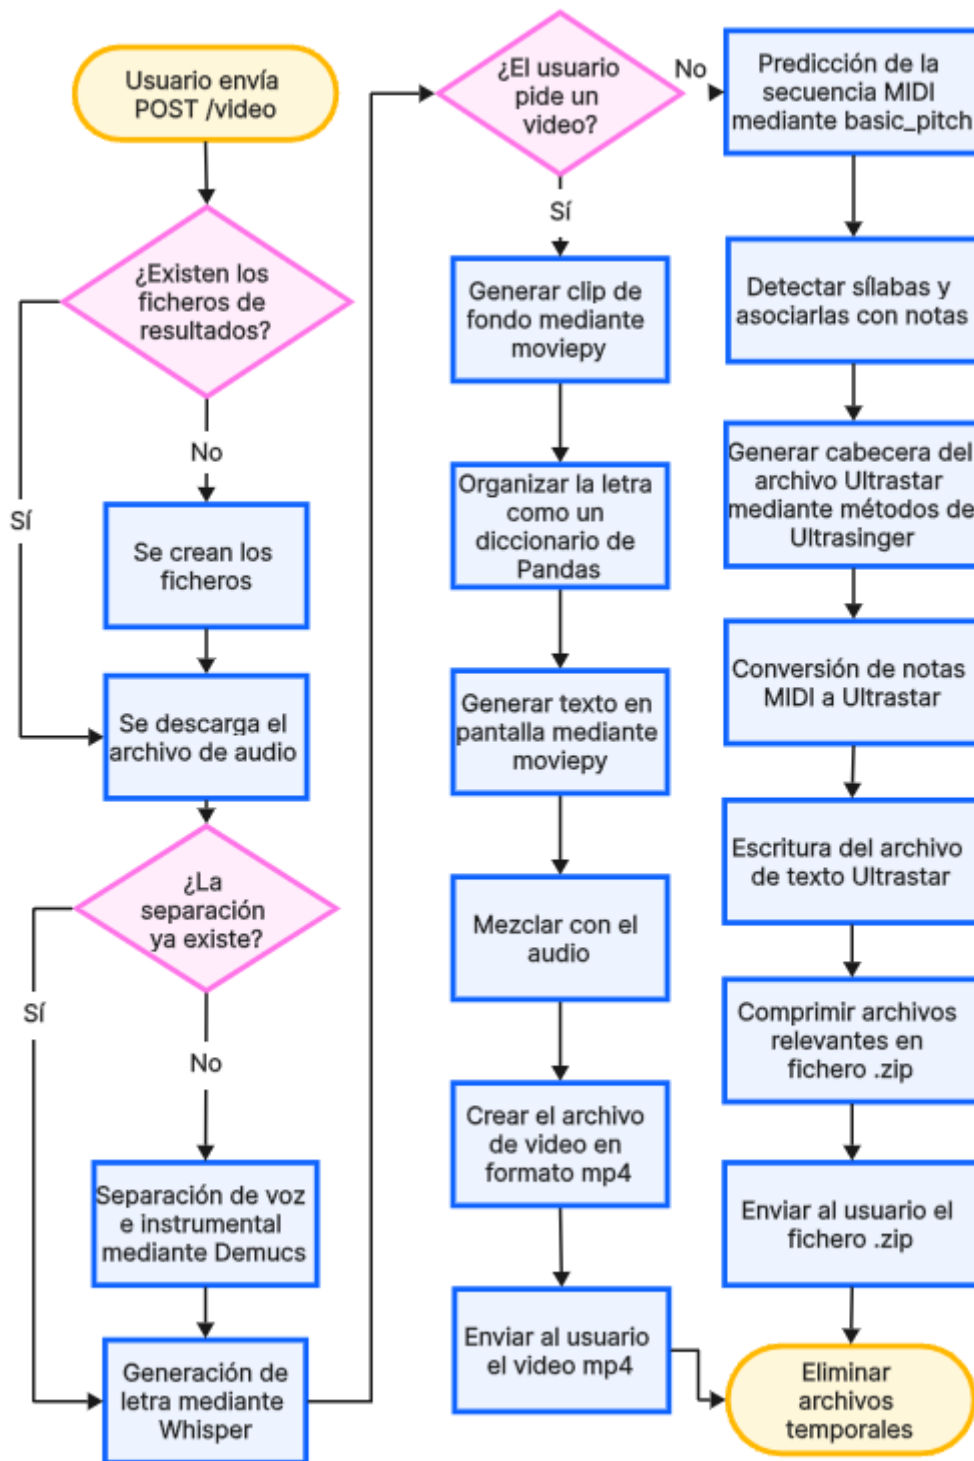 Usuario envía
POST /video
¿Existen los
ficheros de
resultados?
No
Sí
Se crean los
ficheros
Se descarga el
archivo de audio
¿La
separación
ya existe?
Sí
No
Separación de voz
e instrumental
mediante Demucs
Generación de
letra mediante
Whisper
¿El usuario
pide un
video?
No
Sí
Generar clip de
fondo mediante
moviepy
Organizar la letra
como un
diccionario de
Pandas
Generar texto en
pantalla mediante
moviepy
Mezclar con el
audio
Crear el archivo
de video en
formato mp4
Enviar al usuario
el video mp4
Predicción de la
secuencia MIDI
mediante basic_pitch
Detectar sílabas y
asociarlas con notas
Generar cabecera del
archivo Ultrastar
mediante métodos de
Ultrasinger
Conversión de notas
MIDI a Ultrastar
Escritura del archivo
de texto Ultrastar
Comprimir archivos
relevantes en
fichero .zip
Enviar al usuario el
fichero .zip
Eliminar
archivos
temporales